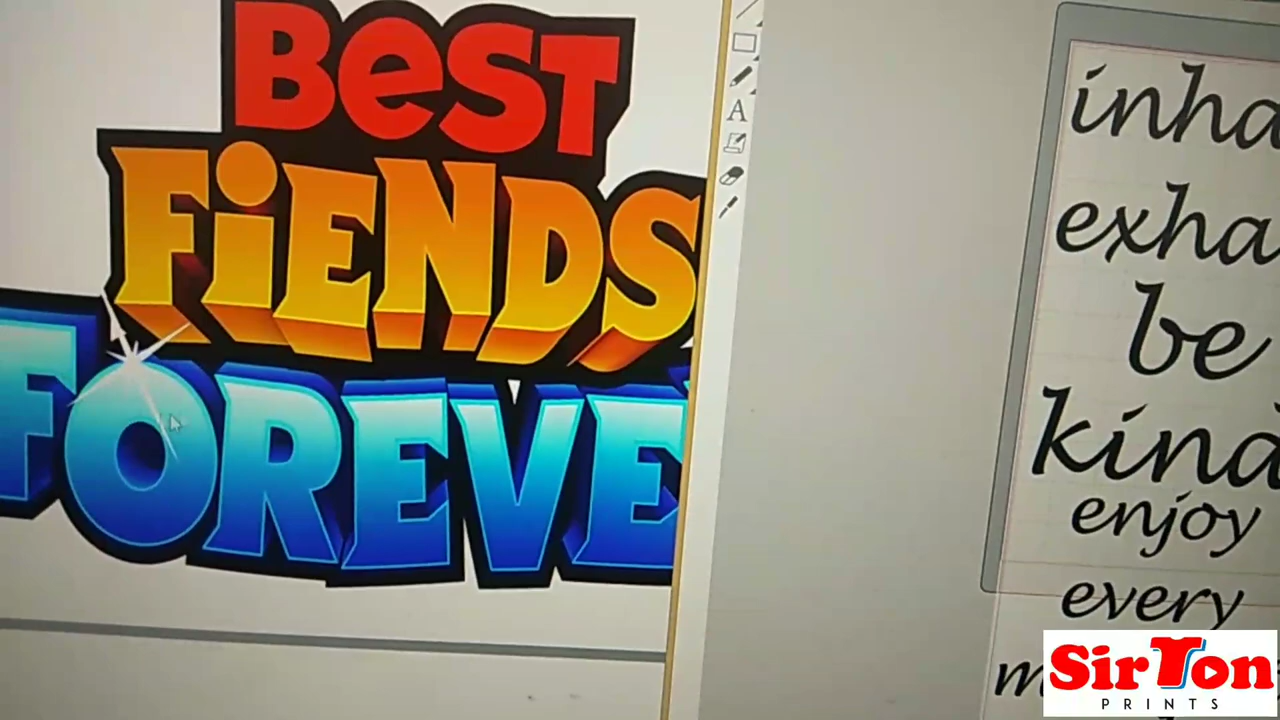 BeST
FiENDS
FOREVE
inha
exha
be
kind
enjoy
every
m
SirTon
PRINTS